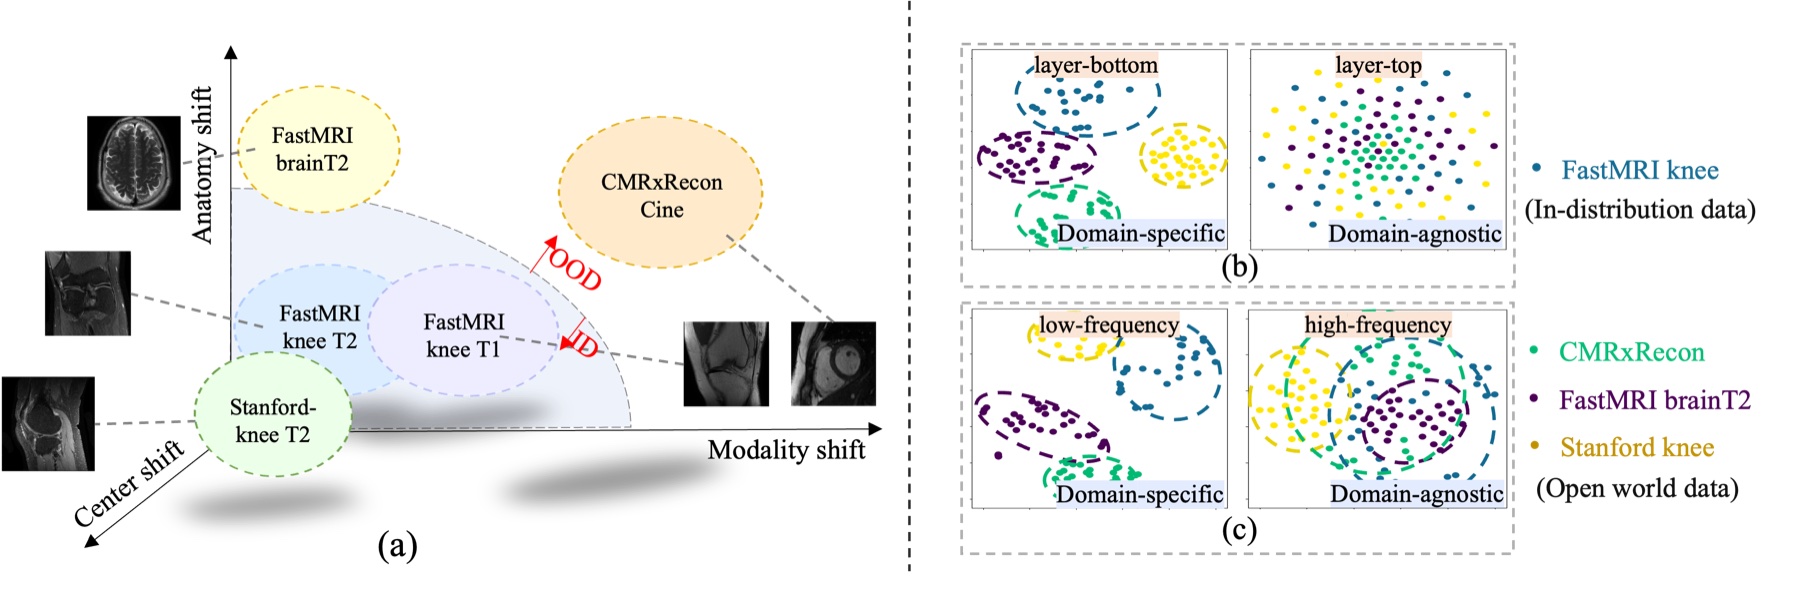 Anatomy shift
FastMRI
brainT2
CMRxRecon
Cine
OOD
ID
FastMRI
knee T2
FastMRI
knee T1
Stanford-
knee T2
Modality shift
Center shift
(a)
layer-bottom
Domain-specific
layer-top
Domain-agnostic
(b)
low-frequency
Domain-specific
high-frequency
Domain-agnostic
(c)
FastMRI knee
(In-distribution data)
CMRxRecon
FastMRI brainT2
Stanford knee
(Open world data)